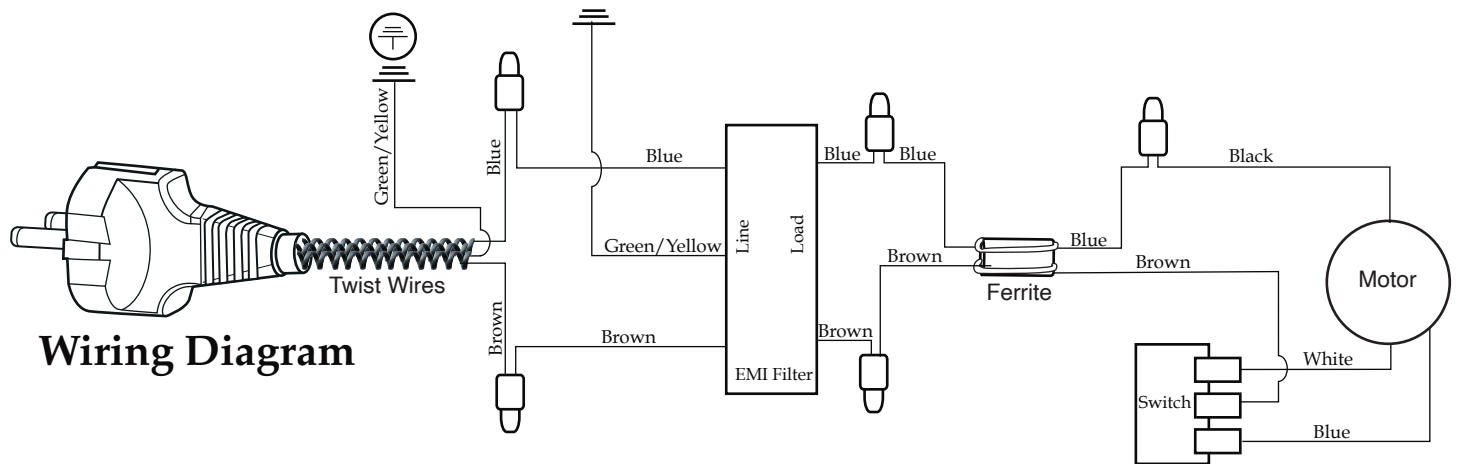 Green/Yellow
Blue
Blue
Blue
Blue
Black
Green/Yellow
Line
Load
Brown
Blue
Brown
Motor
Twist Wires
Ferrite
Wiring Diagram
Brown
Brown
Brown
EMI Filter
White
Switch
Blue